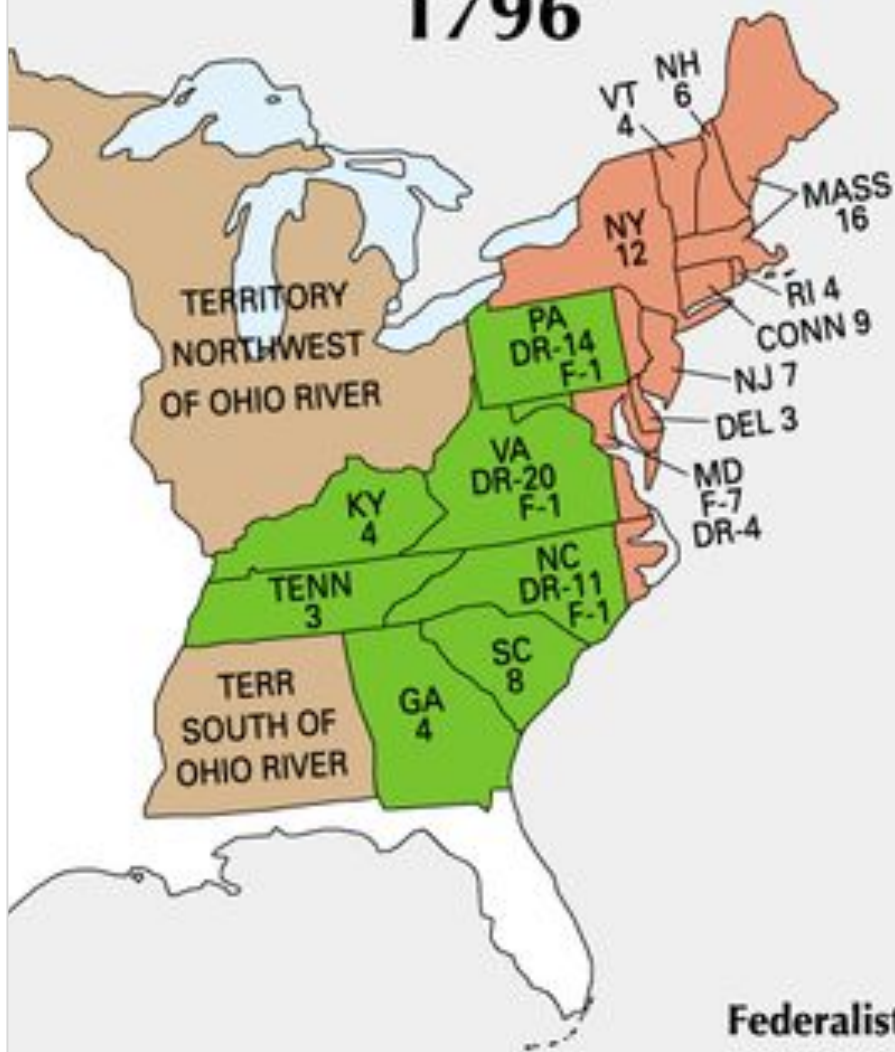 1796
NH
6
VT
4
MASS
16
NY
12
RI 4
CONN 9
NJ 7
DEL 3
MD
F-7
DR-4
PA
DR-14
F-1
TERRITORY
NORTHWEST
OF OHIO RIVER
VA
DR-20
F-1
KY
4
NC
DR-11
F-1
TENN
3
SC
8
GA
4
TERR
SOUTH OF
OHIO RIVER
Federalist